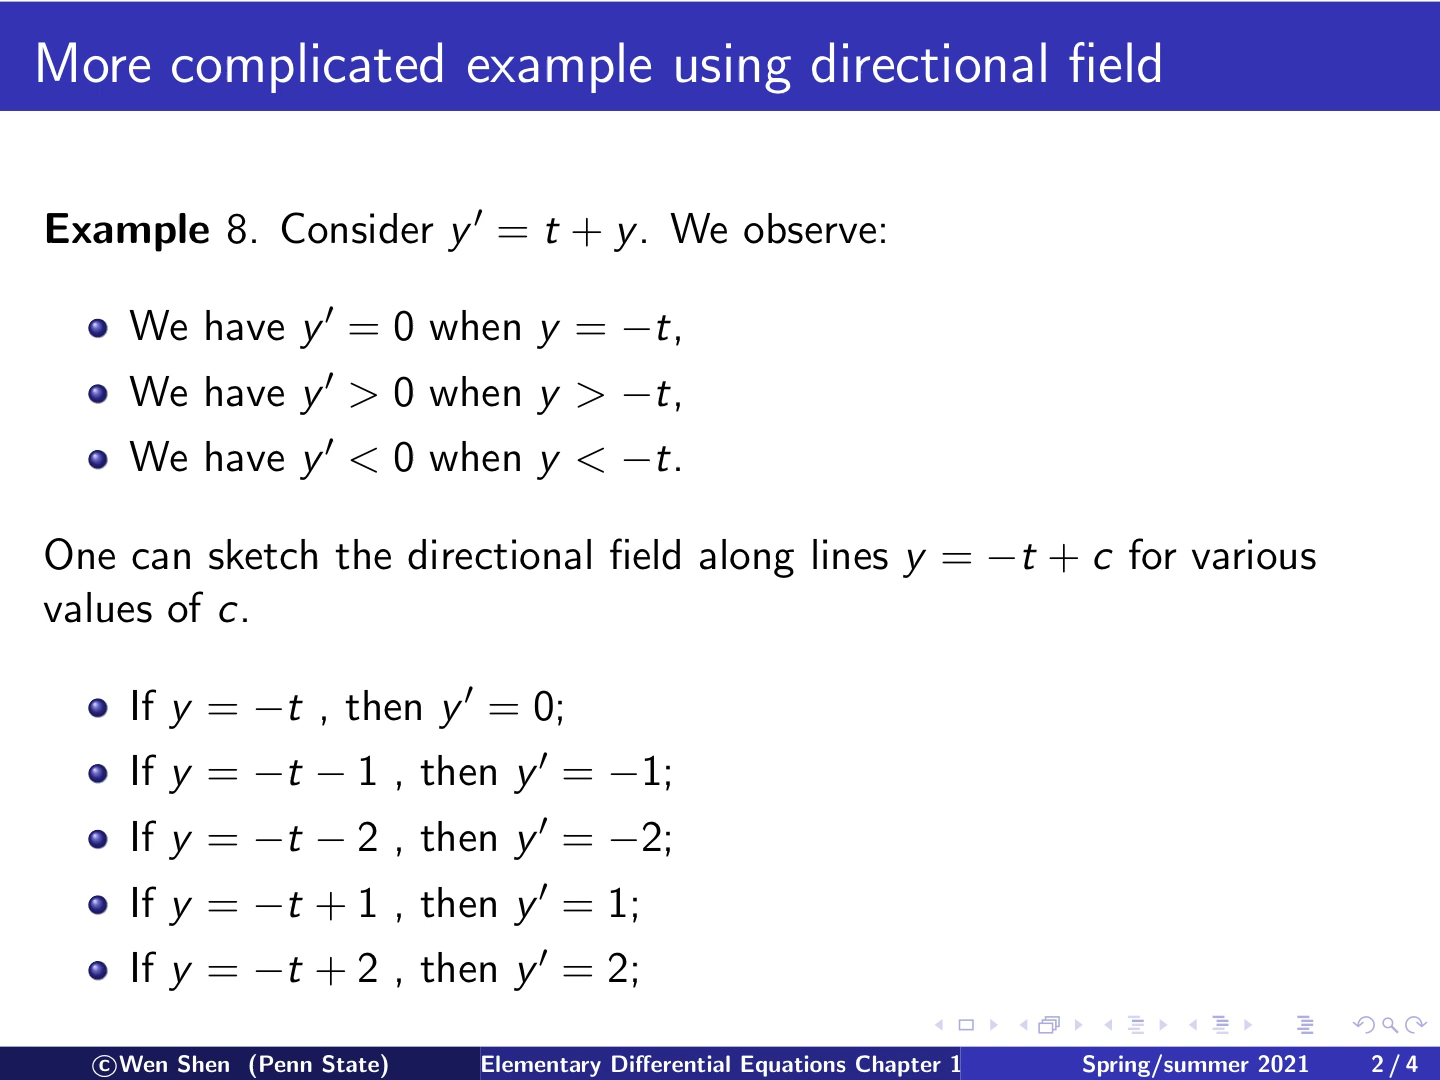 More complicated example using directional field
Example 8. Consider y′ = t + y. We observe:
We have y′ = 0 when y = −t,
We have y′ > 0 when y > −t,
We have y′ < 0 when y < −t.
One can sketch the directional field along lines y = −t + c for various
values of c.
If y = −t , then y′ = 0;
If y = −t − 1 , then y′ = −1;
If y = −t − 2 , then y′ = −2;
If y = −t + 1 , then y′ = 1;
If y = −t + 2 , then y′ = 2;
©Wen Shen (Penn State) Elementary Differential Equations Chapter 1 Spring/summer 2021 2 / 4